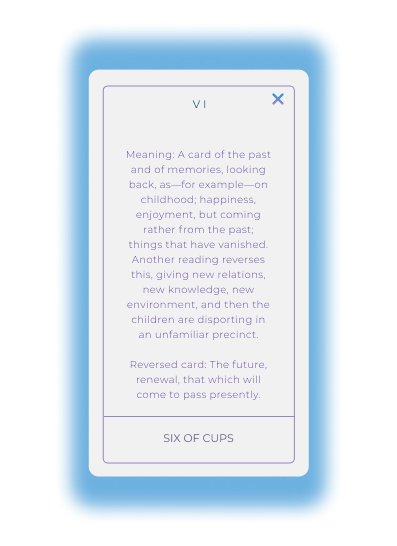 VI
Meaning: A card of the past
and of memories, looking
back, as—for example—on
childhood; happiness,
enjoyment, but coming
rather from the past;
things that have vanished.
Another reading reverses
this, giving new relations,
new knowledge, new
environment, and then the
children are disporting in
an unfamiliar precinct.
Reversed card: The future,
renewal, that which will
come to pass presently.
SIX OF CUPS